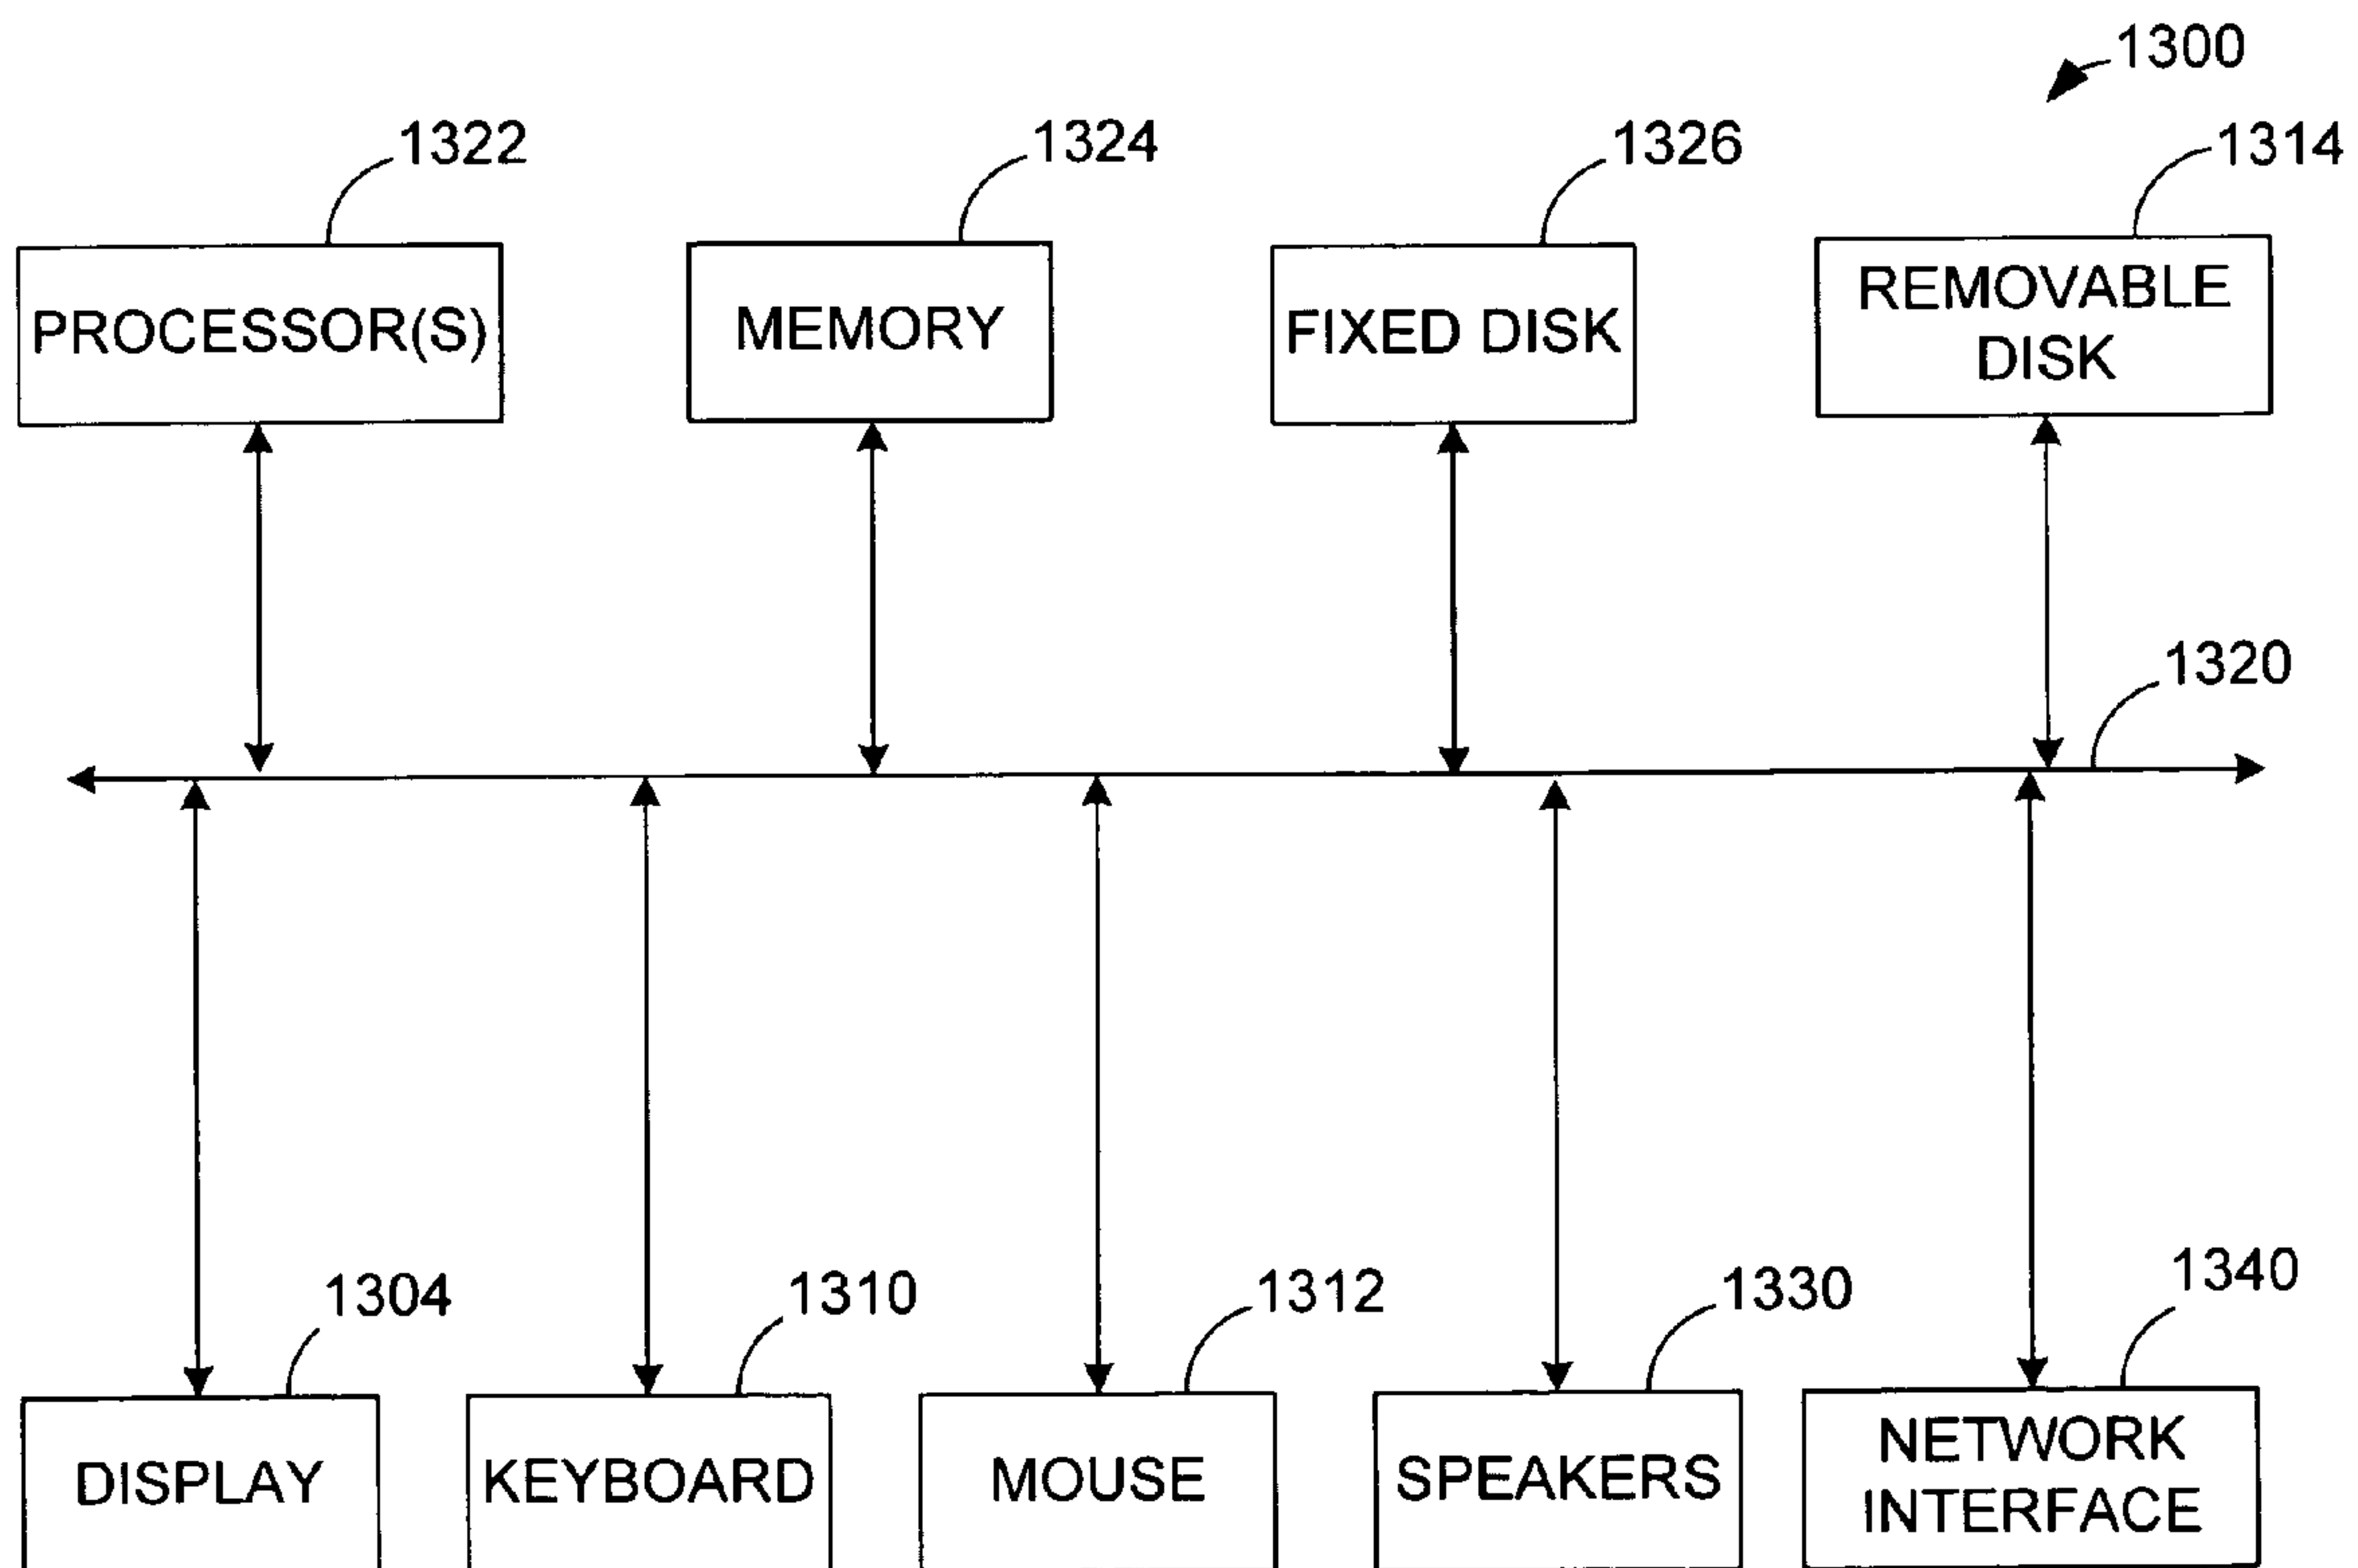 1300
1322
1324
1326
1314
PROCESSOR(S)
MEMORY
FIXED DISK
REMOVABLE
DISK
1320
1304
1310
1312
1330
1340
DISPLAY
KEYBOARD
MOUSE
SPEAKERS
NETWORK
INTERFACE